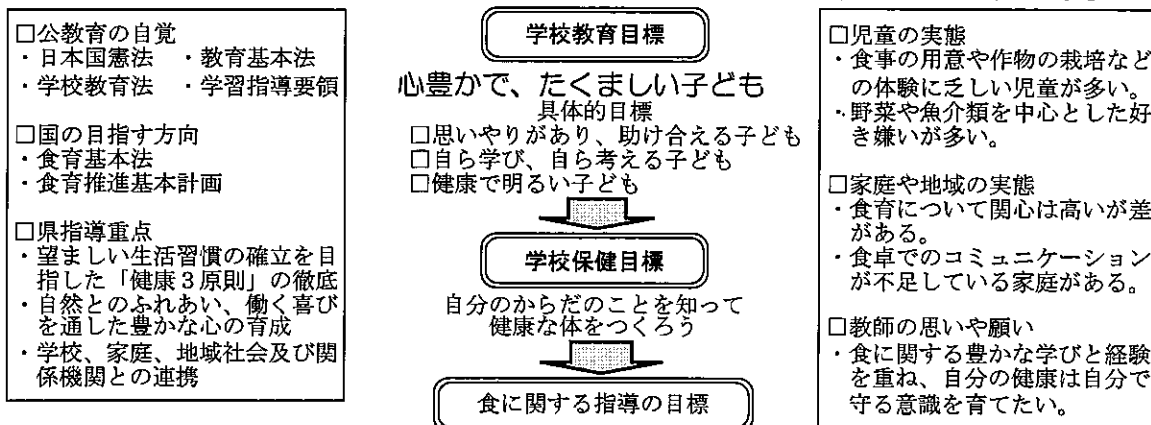 □公教育の自覚
・日本国憲法　・教育基本法
・学校教育法　・学習指導要領
□国の目指す方向
・食育基本法
・食育推進基本計画
□県指導重点
・望ましい生活習慣の確立を目
指した「健康３原則」の徹底
・自然とのふれあい、働く喜び
を通した豊かな心の育成
・学校、家庭、地域社会及び関
係機関との連携
学校教育目標
心豊かで、たくましい子ども
具体的目標
□思いやりがあり、助け合える子ども
□自ら学び、自ら考える子ども
□健康で明るい子ども
学校保健目標
自分のからだのことを知って
健康な体をつくろう
食に関する指導の目標
□児童の実態
・食事の用意や作物の栽培など
の体験に乏しい児童が多い。
・野菜や魚介類を中心とした好
き嫌いが多い。
□家庭や地域の実態
・食育について関心は高いが差
がある。
・食卓でのコミュニケーション
が不足している家庭がある。
□教師の思いや願い
・食に関する豊かな学びと経験
を重ね、自分の健康は自分で
守る意識を育てたい。